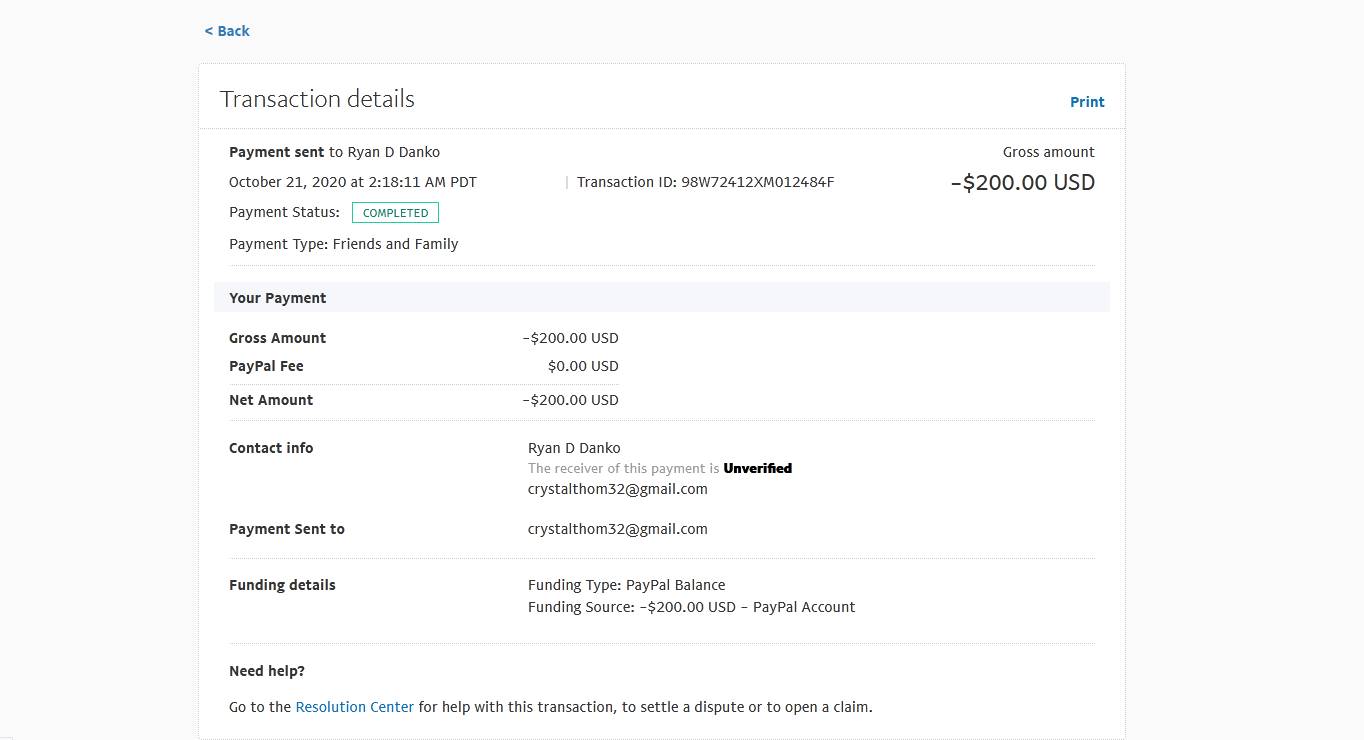 < Back
Transaction details
Print
Payment sent to Ryan D Danko
Gross amount
October 21, 2020 at 2:18:11 AM PDT | Transaction ID: 98W72412XM012484F
-$200.00 USD
Payment Status: COMPLETED
Payment Type: Friends and Family
Your Payment
Gross Amount -$200.00 USD
PayPal Fee $0.00 USD
Net Amount -$200.00 USD
Contact info Ryan D Danko
The receiver of this payment is Unverified
crystalthom32@gmail.com
Payment Sent to crystalthom32@gmail.com
Funding details Funding Type: PayPal Balance
Funding Source: -$200.00 USD - PayPal Account
Need help?
Go to the Resolution Center for help with this transaction, to settle a dispute or to open a claim.